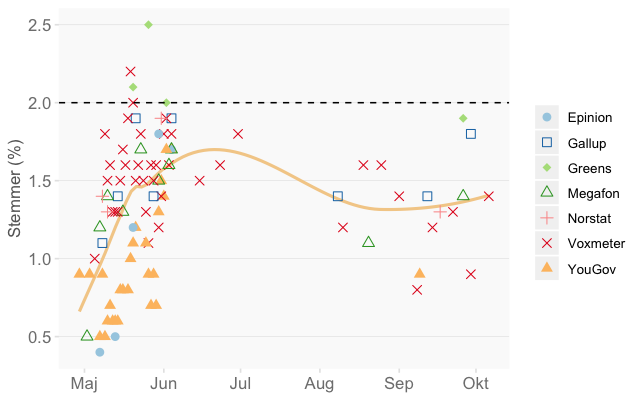 2.5
2.0
1.5
1.0
0.5
Stemmer (%)
Maj Jun Jul Aug Sep Okt
Epinion
Gallup
Greens
Megafon
Norstat
Voxmeter
YouGov